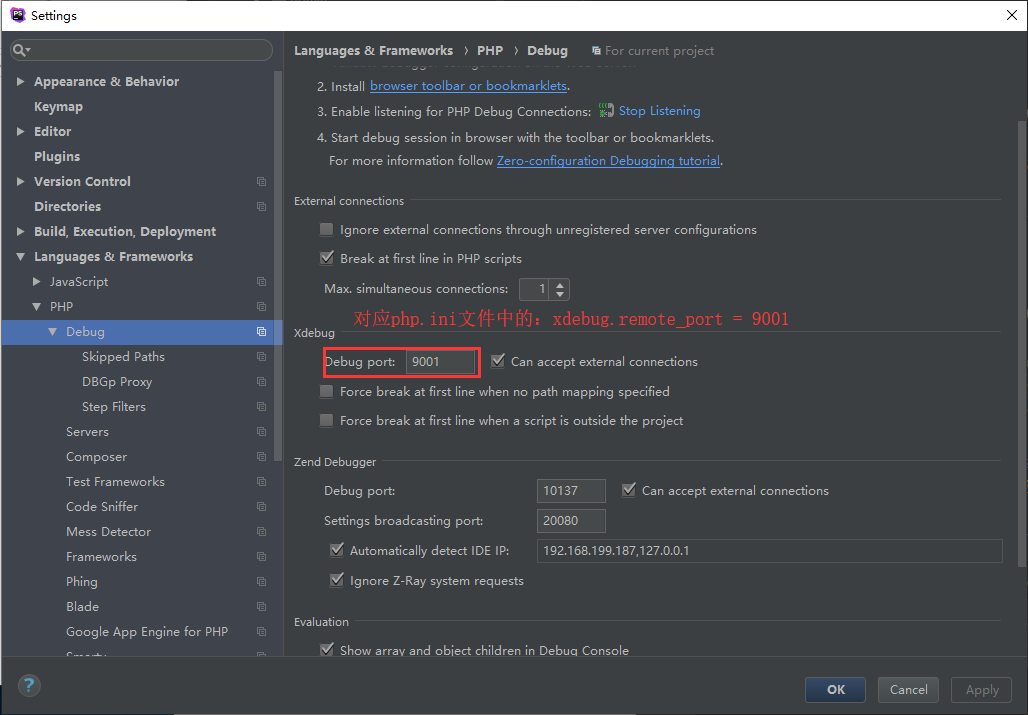 PS Settings
Languages & Frameworks › PHP › Debug For current project
Appearance & Behavior
Keymap
Editor
Plugins
Version Control
Directories
Build, Execution, Deployment
Languages & Frameworks
JavaScript
PHP
Debug
Skipped Paths
DBGp Proxy
Step Filters
Servers
Composer
Test Frameworks
Code Sniffer
Mess Detector
Frameworks
Phing
Blade
Google App Engine for PHP
Smarty
2. Install browser toolbar or bookmarklets.
3. Enable listening for PHP Debug Connections: Stop Listening
4. Start debug session in browser with the toolbar or bookmarklets.
For more information follow Zero-configuration Debugging tutorial.
External connections
Ignore external connections through unregistered server configurations
Break at first line in PHP scripts
Max. simultaneous connections: 1
对应php.ini文件中的：xdebug.remote_port = 9001
Xdebug
Debug port: 9001 Can accept external connections
Force break at first line when no path mapping specified
Force break at first line when a script is outside the project
Zend Debugger
Debug port: 10137 Can accept external connections
Settings broadcasting port: 20080
Automatically detect IDE IP: 192.168.199.187,127.0.0.1
Ignore Z-Ray system requests
Evaluation
Show array and object children in Debug Console
?
OK Cancel Apply